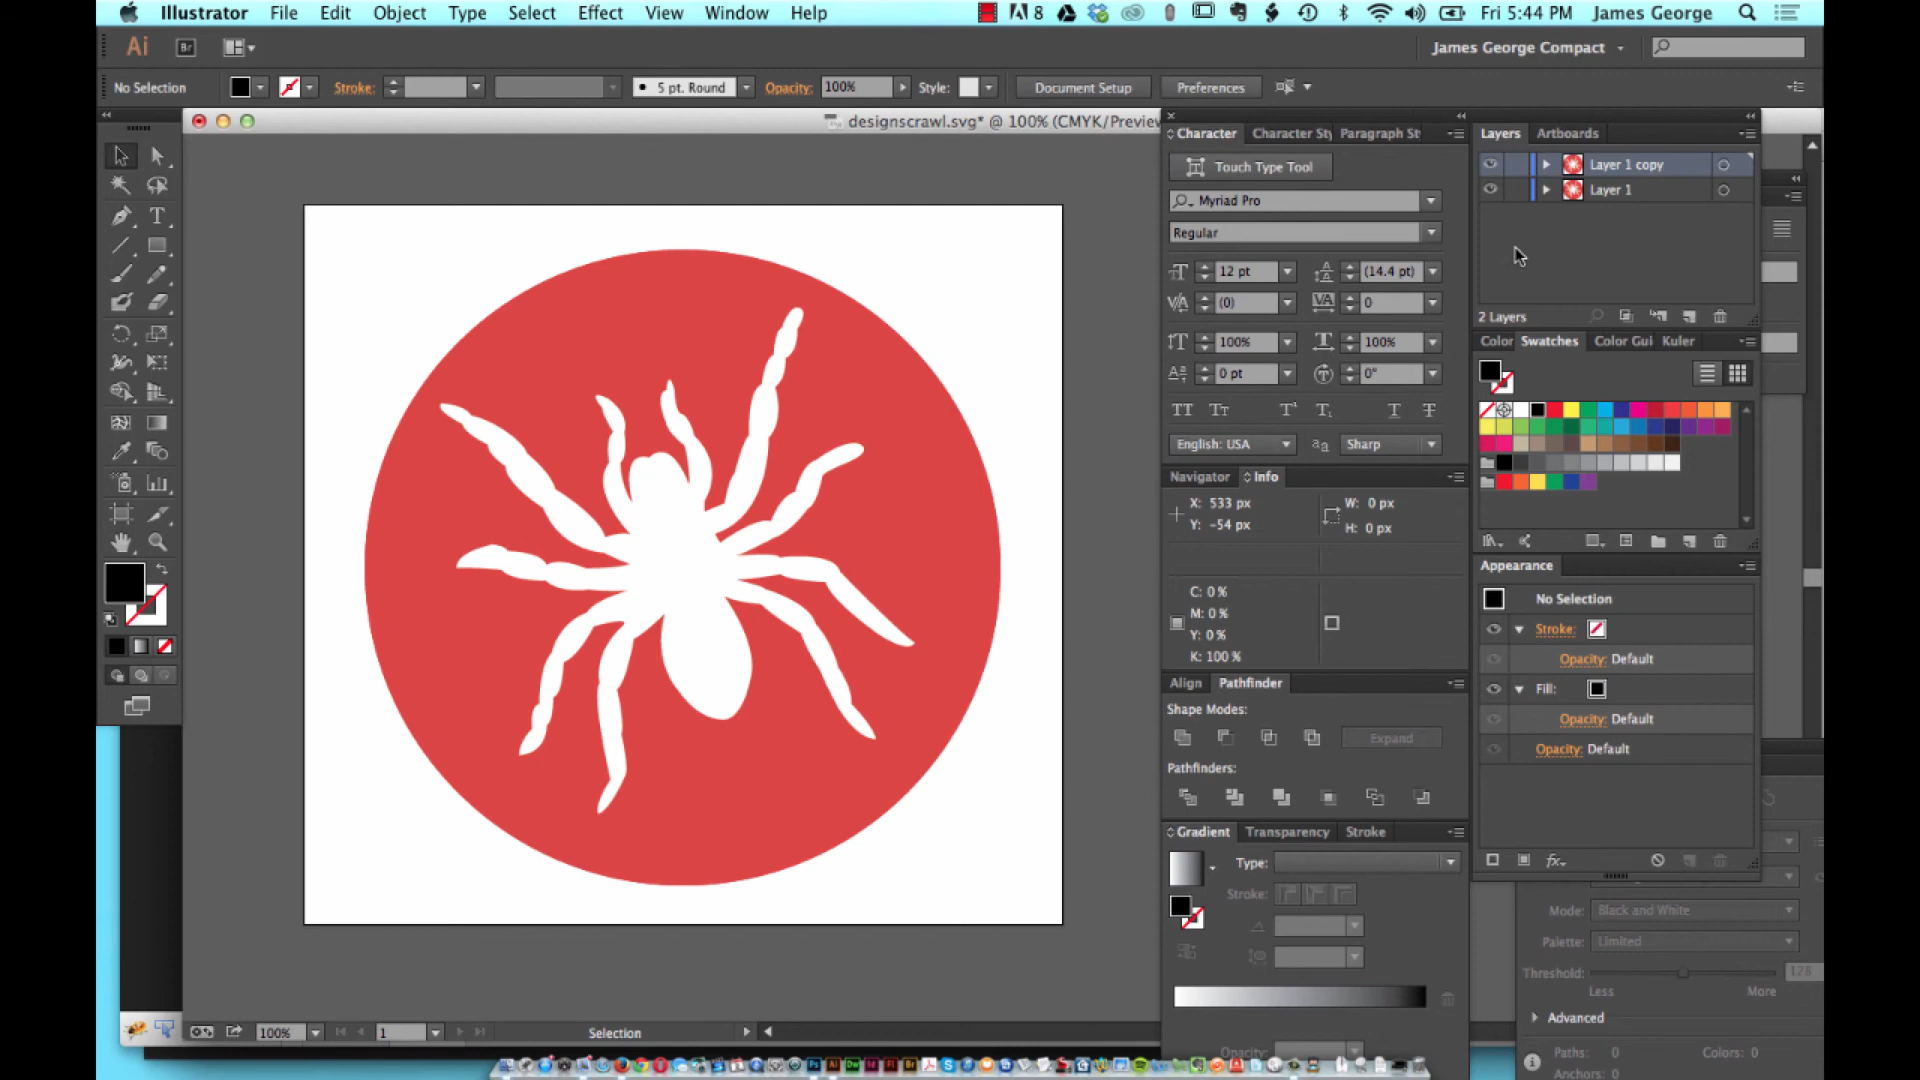 Illustrator File Edit Object Type Select Effect View Window Help
8 Fri 5:44 PM James George
Ai Br James George Compact
No Selection Stroke: 5 pt. Round Opacity: 100% Style: Document Setup Preferences
designscrawl.svg* @ 100% (CMYK/Preview
Character Character Sty Paragraph St
Touch Type Tool
Myriad Pro
Regular
12 pt (14.4 pt)
(0) 0
100% 100%
0 pt 0°
English: USA Sharp
Navigator Info
X: 533 px W: 0 px
Y: -54 px H: 0 px
C: 0 %
M: 0 %
Y: 0 %
K: 100 %
Align Pathfinder
Shape Modes:
Expand
Pathfinders:
Gradient Transparency Stroke
Type:
Stroke:
Opacity:
Layers Artboards
Layer 1 copy
Layer 1
2 Layers
Color Swatches Color Gui Kuler
Appearance
No Selection
Stroke:
Opacity: Default
Fill:
Opacity: Default
Opacity: Default
Mode: Black and White
Palette: Limited
Threshold: 128
Less More
Advanced
Paths: 0 Colors: 0
Anchors: 0
100% 1 Selection